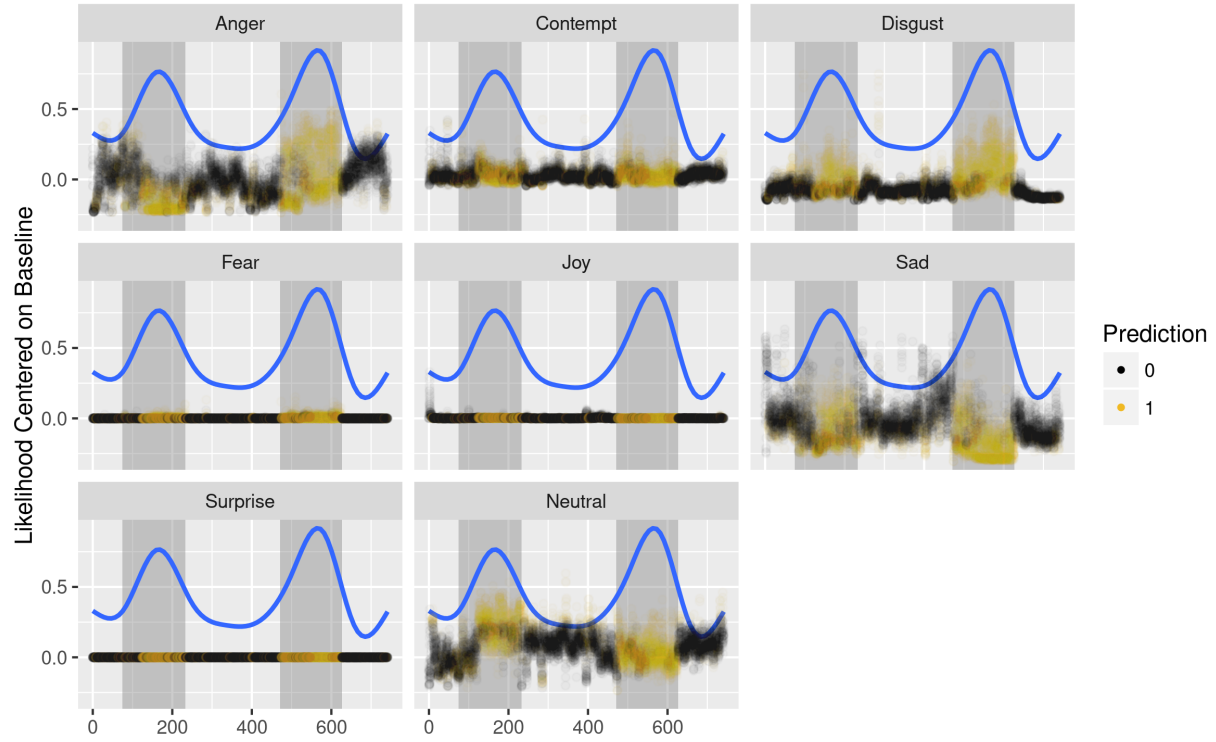 Anger Contempt Disgust
0.5
0.0
Fear Joy Sad
0.5
0.0
Surprise Neutral
0.5
0.0
0 200 400 600 0 200 400 600
Likelihood Centered on Baseline
Prediction
0
1